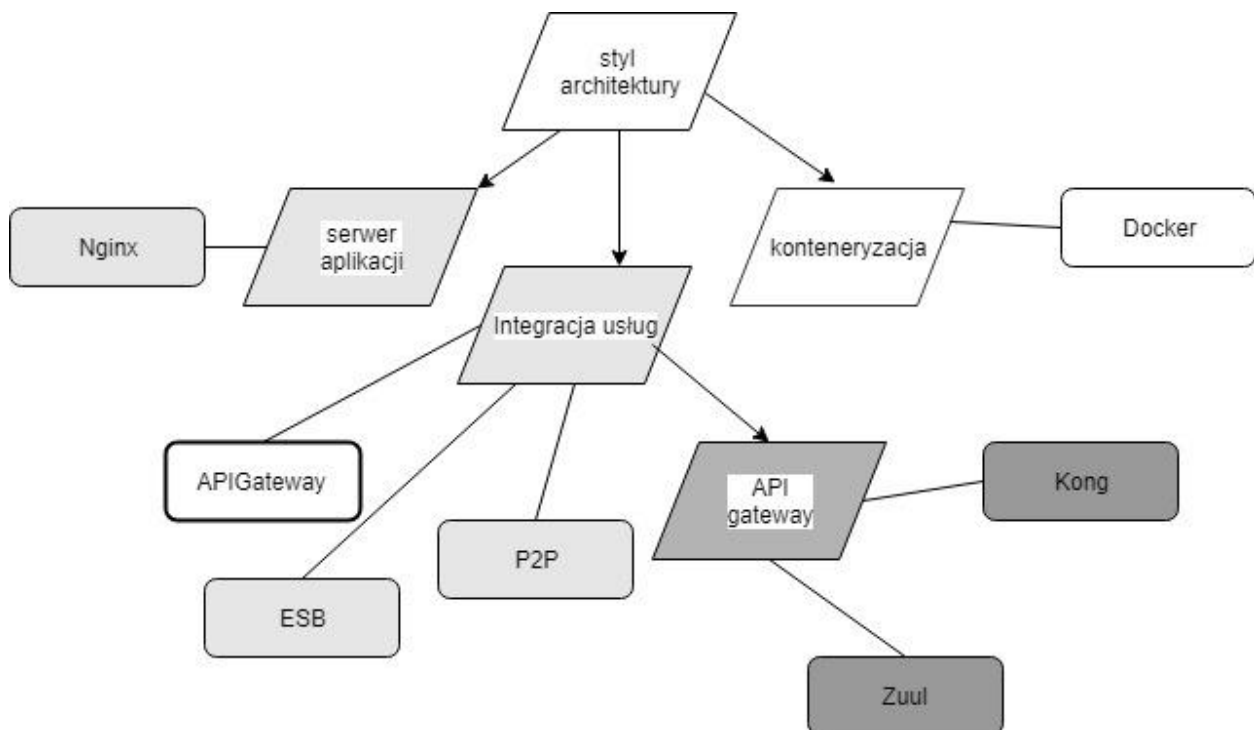 styl
architektury
Nginx
serwer
aplikacji
konteneryzacja
Docker
Integracja usług
APIGateway
API
gateway
Kong
P2P
ESB
Zuul